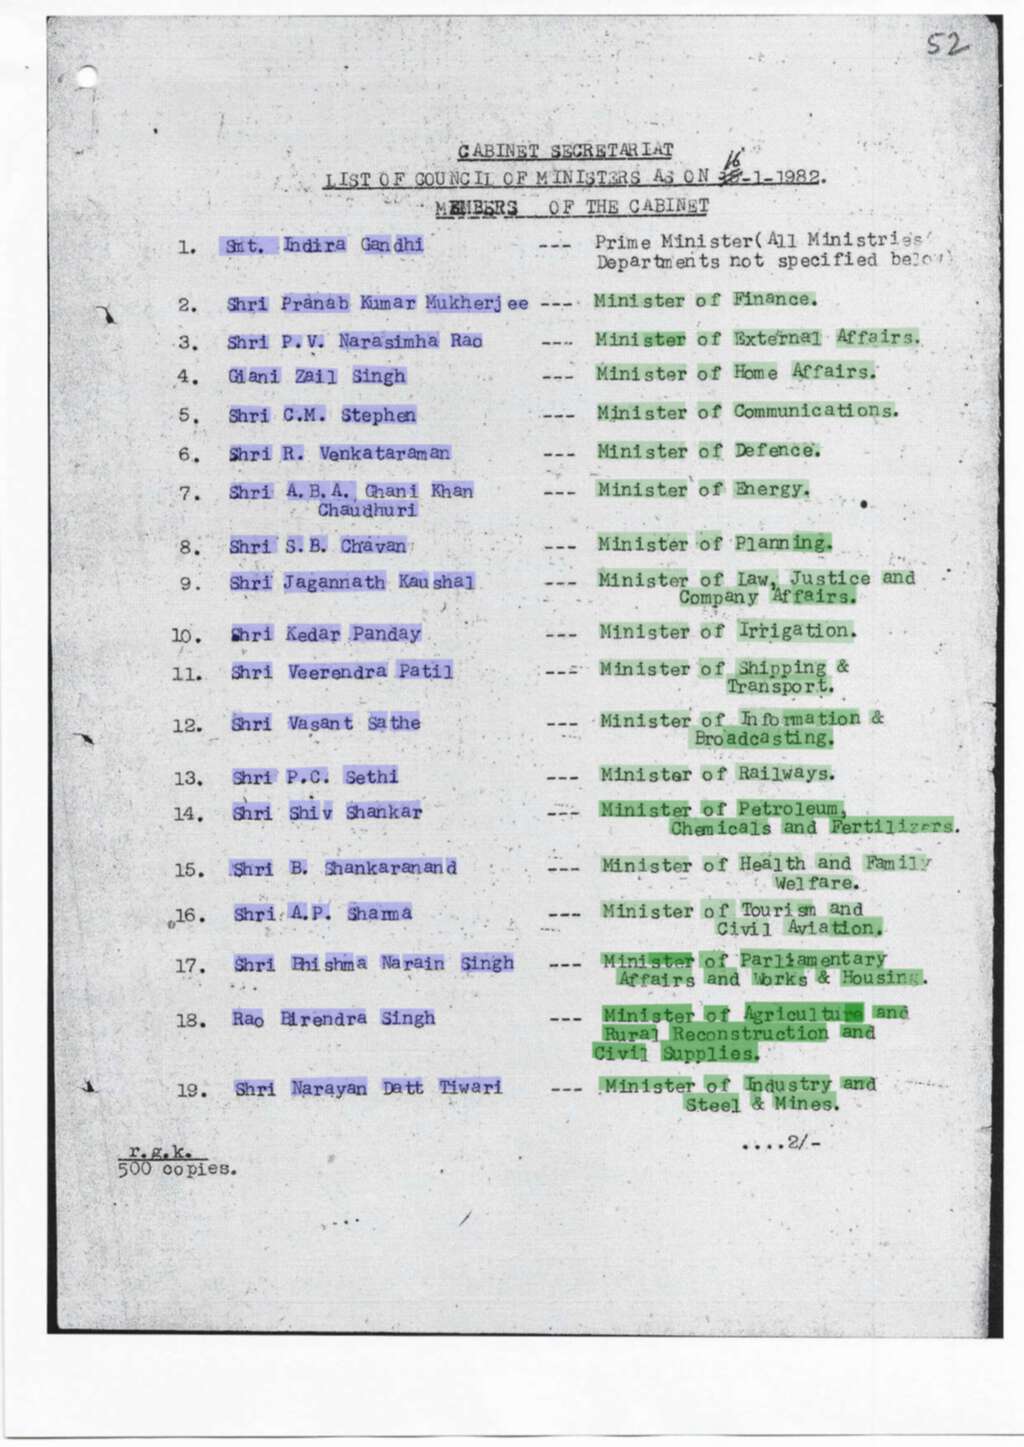 52
CABINET SECRETARIAT
16
LIST OF COUNCIL OF MINISTERS AS ON -1-1982.
MEMBERS OF THE CABINET
1. Smt. Indira Gandhi --- Prime Minister(All Ministries/
Departments not specified below)
2. Shri Pranab Kumar Mukherjee --- Minister of Finance.
3. Shri P.V. Narasimha Rao --- Minister of External Affairs.
4. Giani Zail Singh --- Minister of Home Affairs.
5. Shri C.M. Stephen --- Minister of Communications.
6. Shri R. Venkataraman --- Minister of Defence.
7. Shri A.B.A. Ghani Khan --- Minister of Energy.
Chaudhuri
8. Shri S.B. Chavan --- Minister of Planning.
9. Shri Jagannath Kaushal --- Minister of Law, Justice and
Company Affairs.
10. Shri Kedar Panday --- Minister of Irrigation.
11. Shri Veerendra Patil --- Minister of Shipping &
Transport.
12. Shri Vasant Sathe --- Minister of Information &
Broadcasting.
13. Shri P.C. Sethi --- Minister of Railways.
14. Shri Shiv Shankar --- Minister of Petroleum,
Chemicals and Fertilizers.
15. Shri B. Shankaranand --- Minister of Health and Family
Welfare.
16. Shri A.P. Sharma --- Minister of Tourism and
Civil Aviation.
17. Shri Bhishma Narain Singh --- Minister of Parliamentary
Affairs and Works & Housing.
18. Rao Birendra Singh --- Minister of Agriculture and
Rural Reconstruction and
Civil Supplies.
19. Shri Narayan Datt Tiwari --- Minister of Industry and
Steel & Mines.
....2/-
r.g.k.
500 copies.